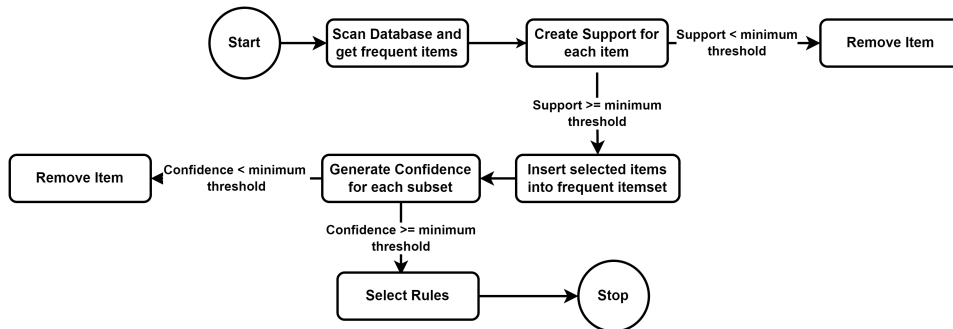 Start
Scan Database and
get frequent items
Create Support for
each item
Support < minimum
threshold
Remove Item
Support >= minimum
threshold
Insert selected items
into frequent itemset
Generate Confidence
for each subset
Confidence < minimum
threshold
Remove Item
Confidence >= minimum
threshold
Select Rules
Stop